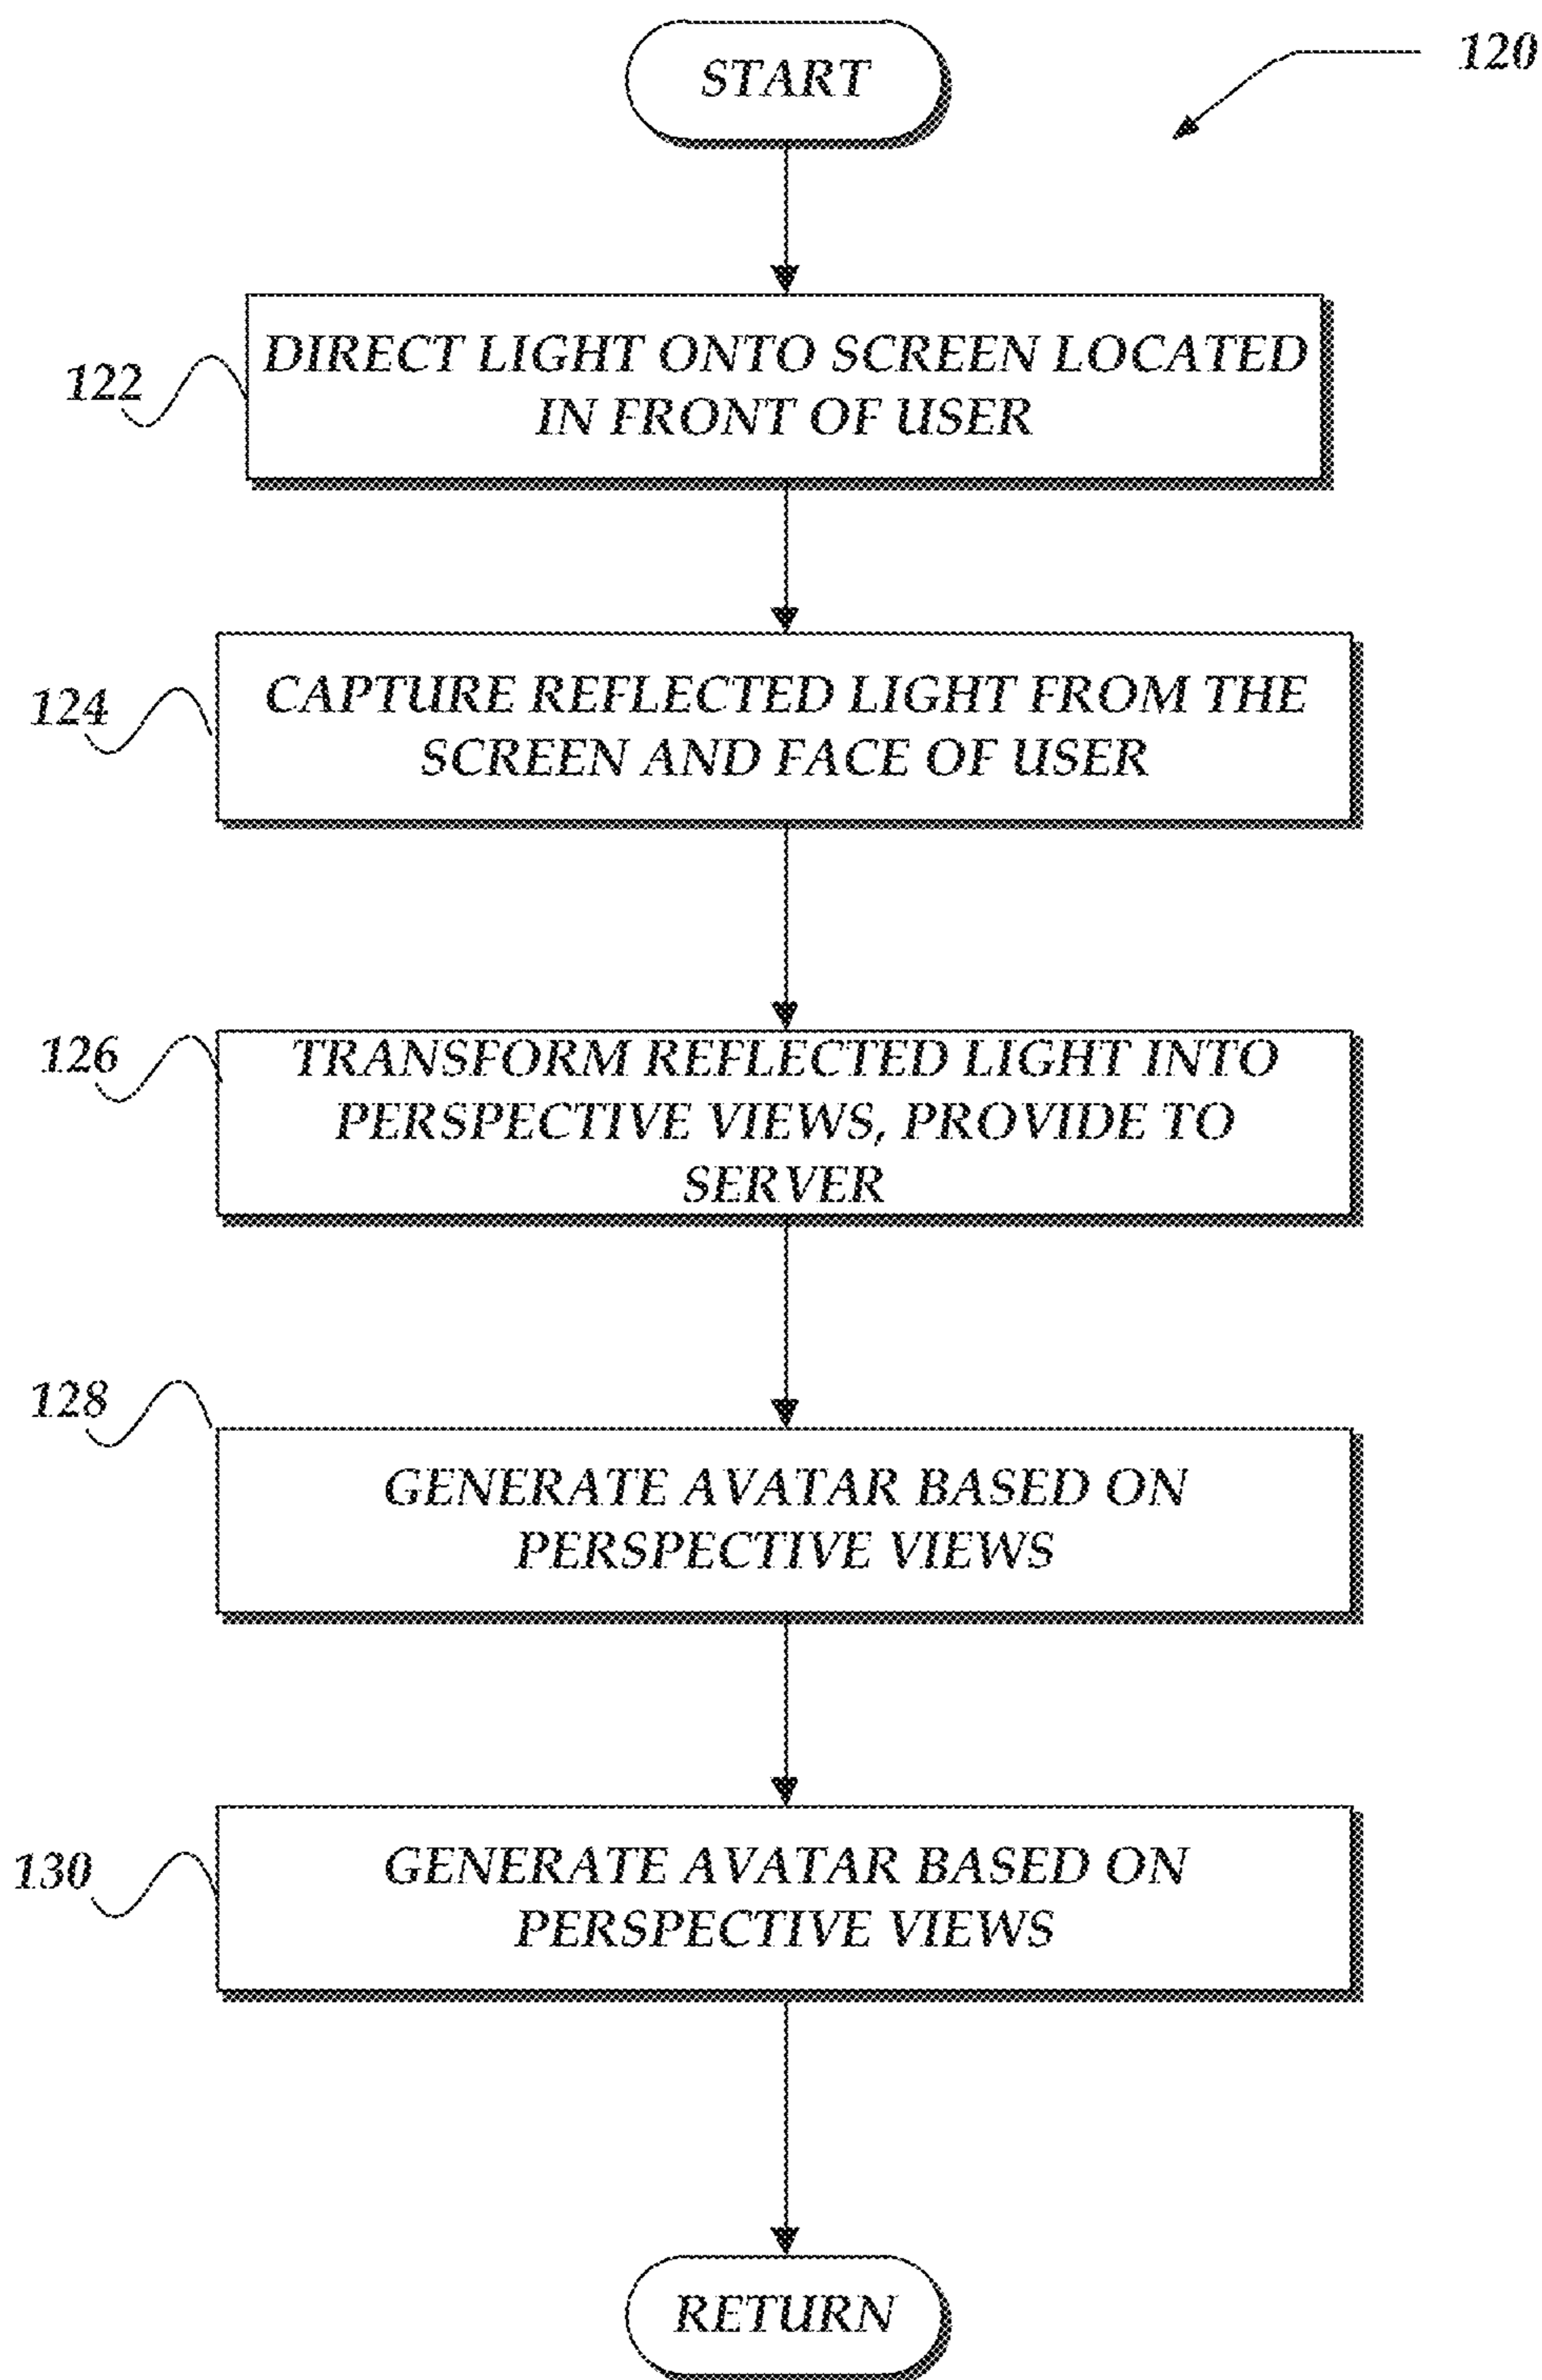 START
120
122
DIRECT LIGHT ONTO SCREEN LOCATED
IN FRONT OF USER
124
CAPTURE REFLECTED LIGHT FROM THE
SCREEN AND FACE OF USER
126
TRANSFORM REFLECTED LIGHT INTO
PERSPECTIVE VIEWS, PROVIDE TO
SERVER
128
GENERATE AVATAR BASED ON
PERSPECTIVE VIEWS
130
GENERATE AVATAR BASED ON
PERSPECTIVE VIEWS
RETURN